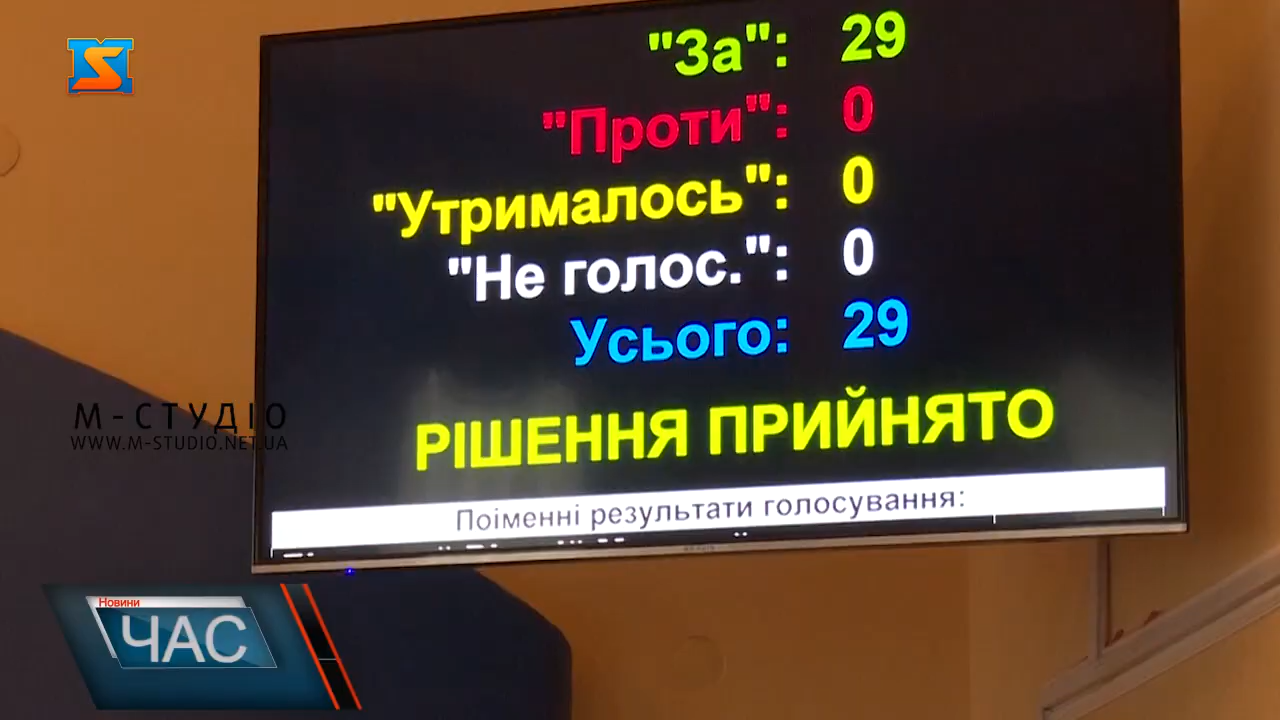 "За": 29
"Проти": 0
"Утрималось": 0
"Не голос.": 0
Усього: 29
РІШЕННЯ ПРИЙНЯТО
Поіменні результати голосування:
М-СТУДІО
WWW.M-STUDIO.NET.UA
Новини
ЧАС